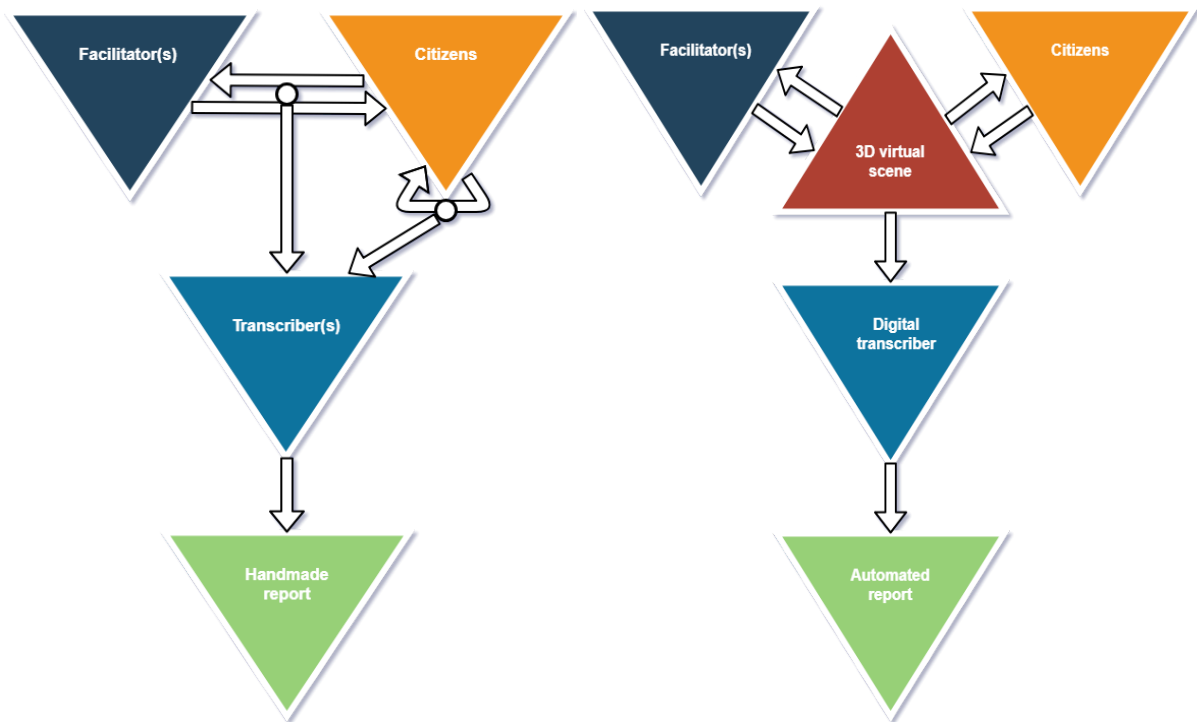 Facilitator(s)
Citizens
Transcriber(s)
Handmade
report
Facilitator(s)
Citizens
3D virtual
scene
Digital
transcriber
Automated
report